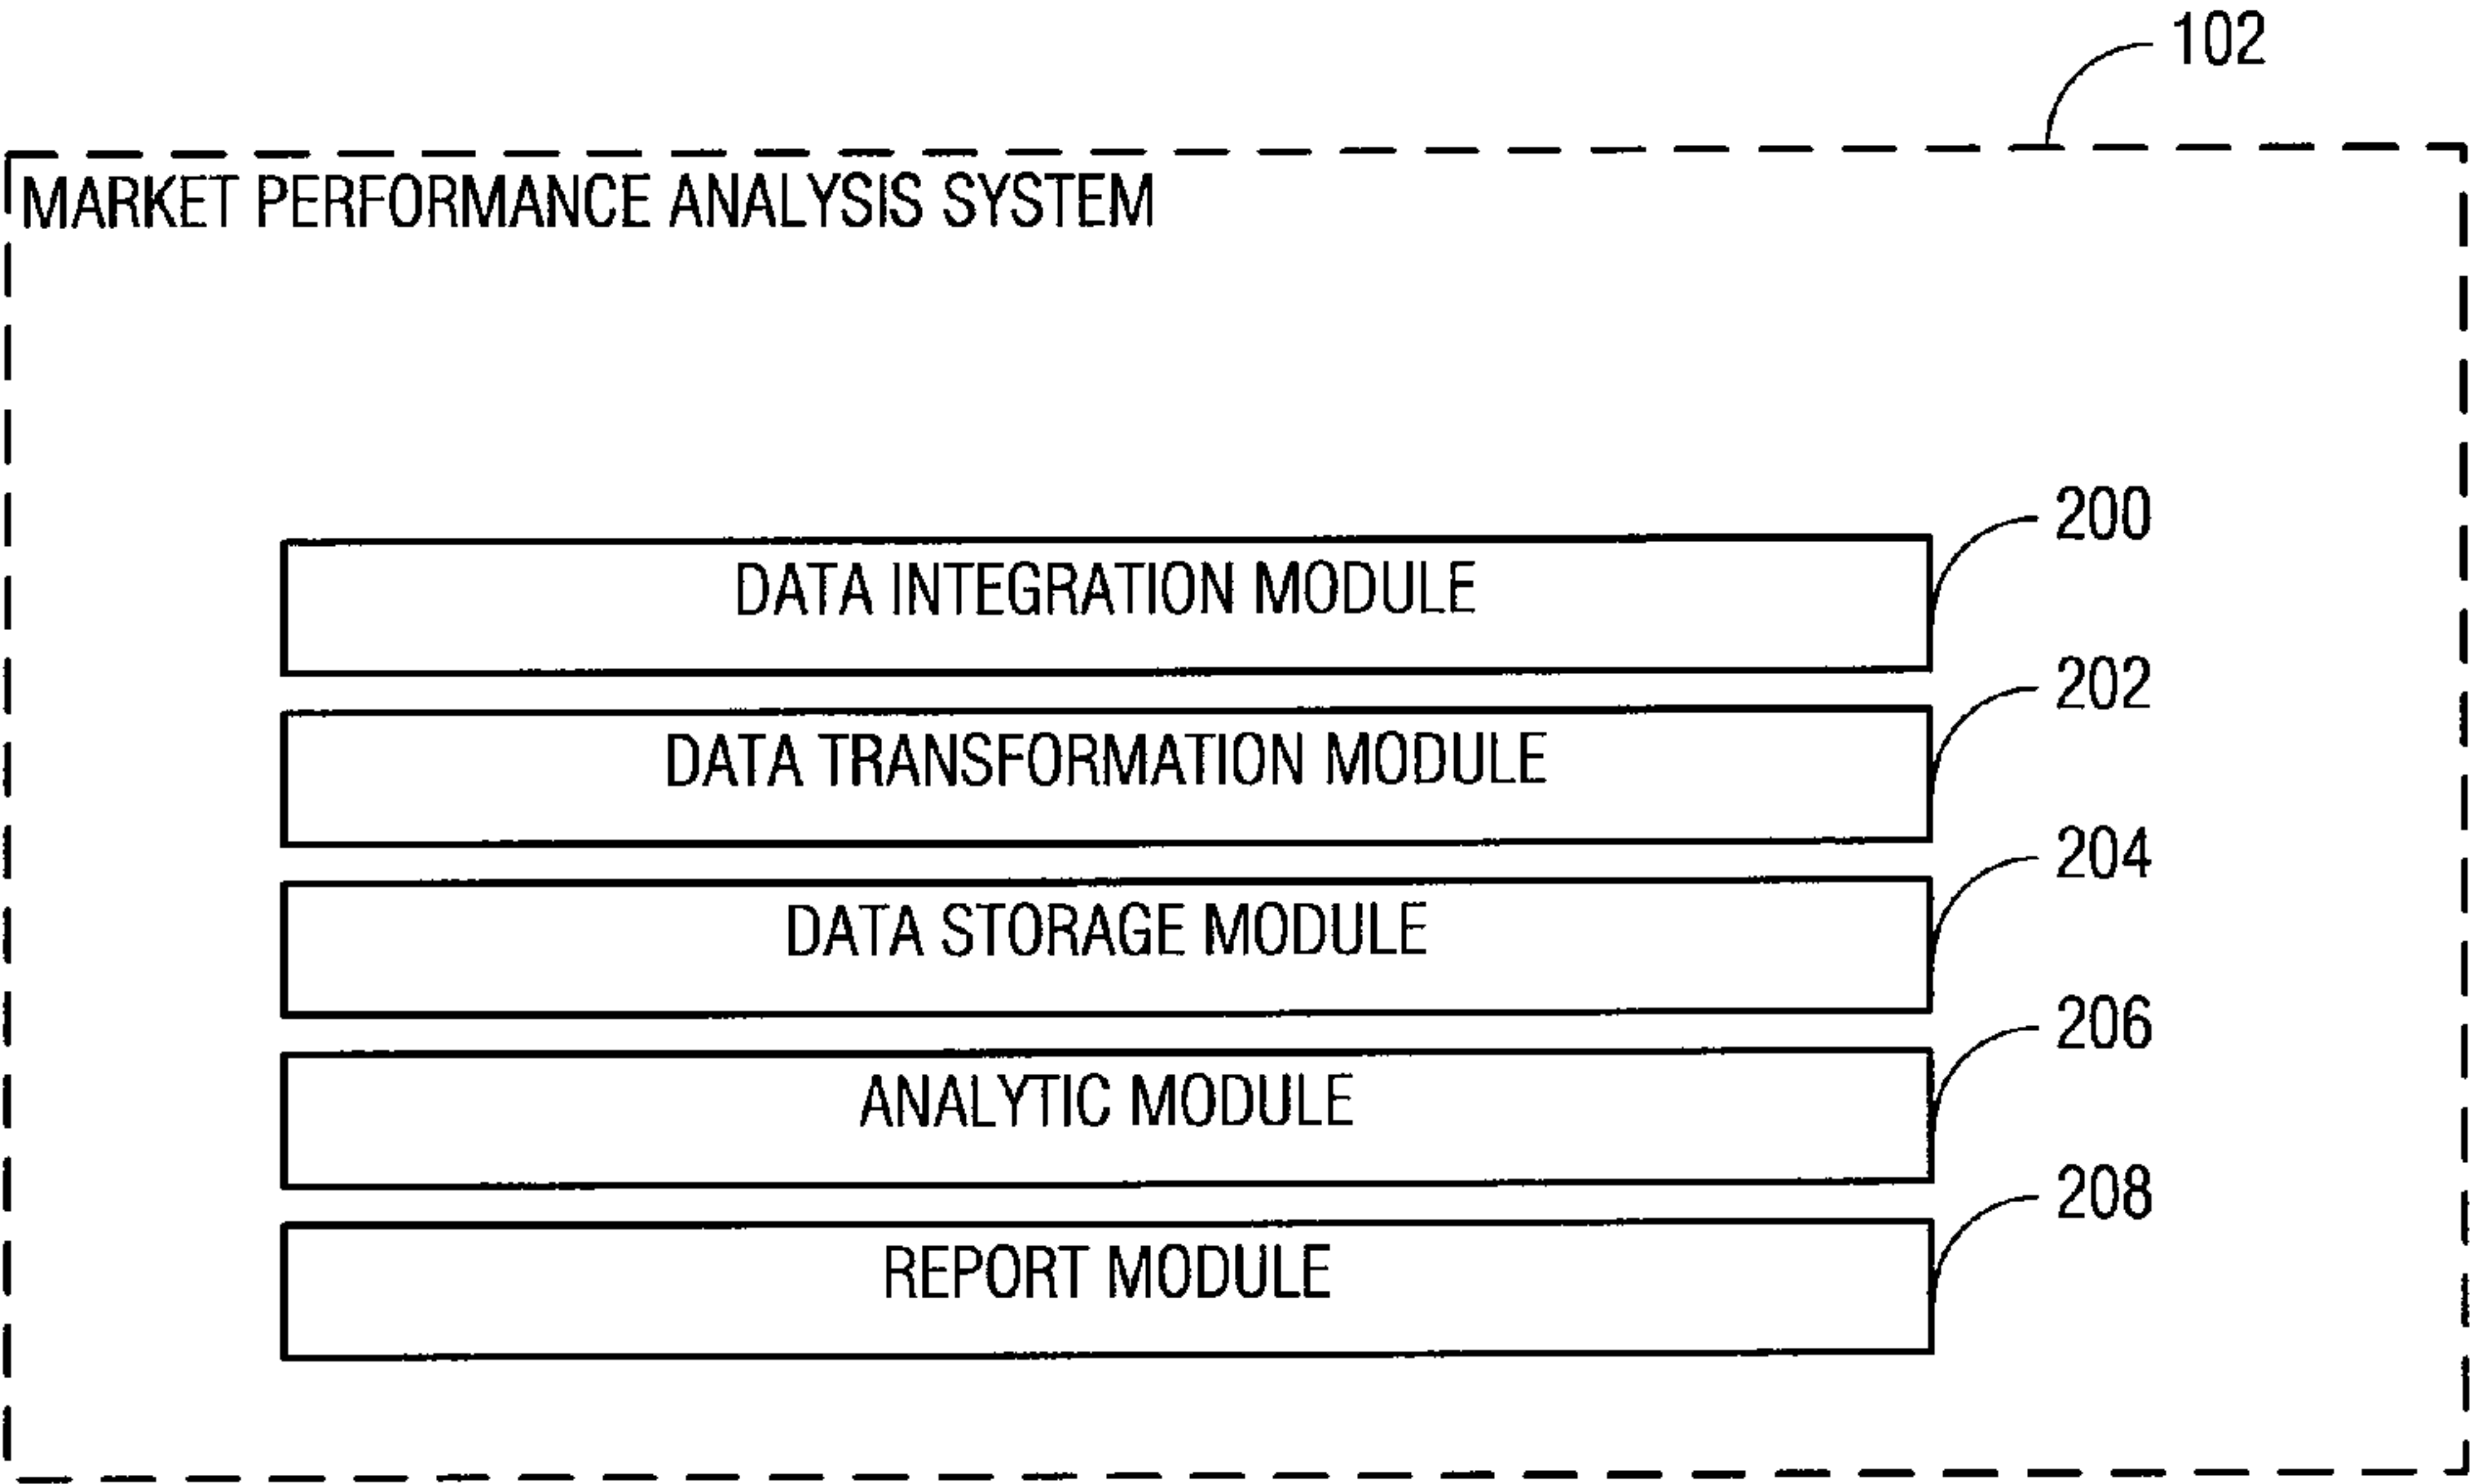 102
MARKET PERFORMANCE ANALYSIS SYSTEM
200
DATA INTEGRATION MODULE
202
DATA TRANSFORMATION MODULE
204
DATA STORAGE MODULE
206
ANALYTIC MODULE
208
REPORT MODULE